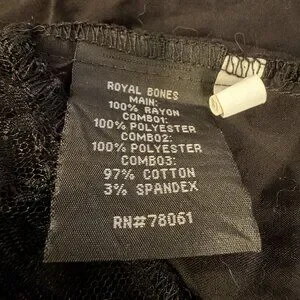 ROYAL BONES
MAIN:
100% RAYON
COMBO1:
100% POLYESTER
COMBO2:
100% POLYESTER
COMBO3:
97% COTTON
3% SPANDEX
RN#78061